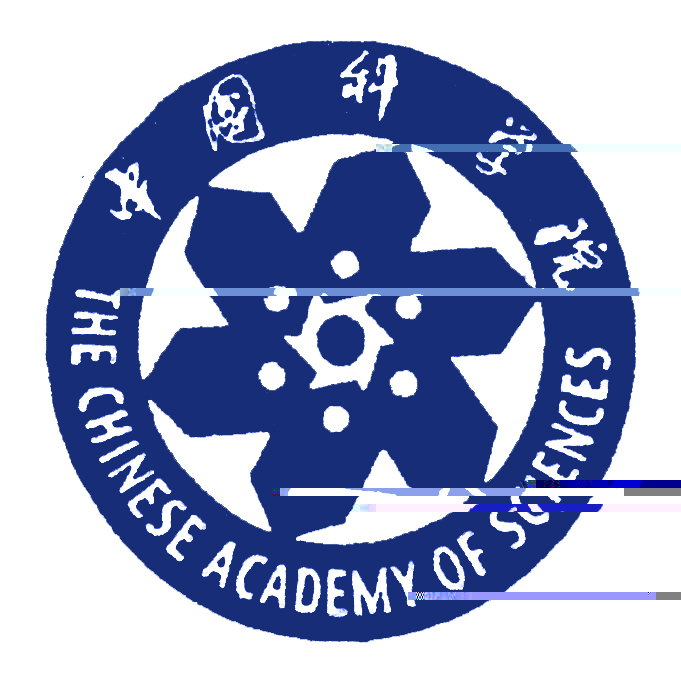 中国科学院
THE CHINESE ACADEMY OF SCIENCES